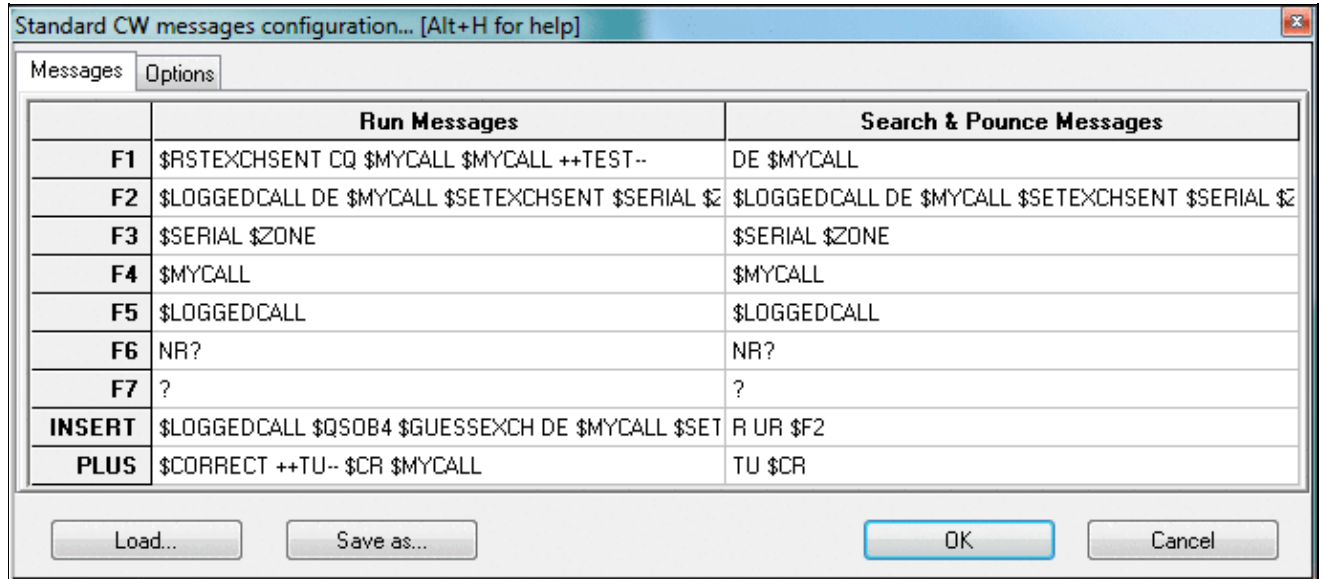 Standard CW messages configuration... [Alt+H for help]
Messages Options
Run Messages Search & Pounce Messages
F1 $RSTEXCHSENT CQ $MYCALL $MYCALL ++TEST-- DE $MYCALL
F2 $LOGGEDCALL DE $MYCALL $SETEXCHSENT $SERIAL $Z $LOGGEDCALL DE $MYCALL $SETEXCHSENT $SERIAL $Z
F3 $SERIAL $ZONE $SERIAL $ZONE
F4 $MYCALL $MYCALL
F5 $LOGGEDCALL $LOGGEDCALL
F6 NR? NR?
F7 ? ?
INSERT $LOGGEDCALL $QSOB4 $GUESSEXCH DE $MYCALL $SET R UR $F2
PLUS $CORRECT ++TU-- $CR $MYCALL TU $CR
Load... Save as... OK Cancel